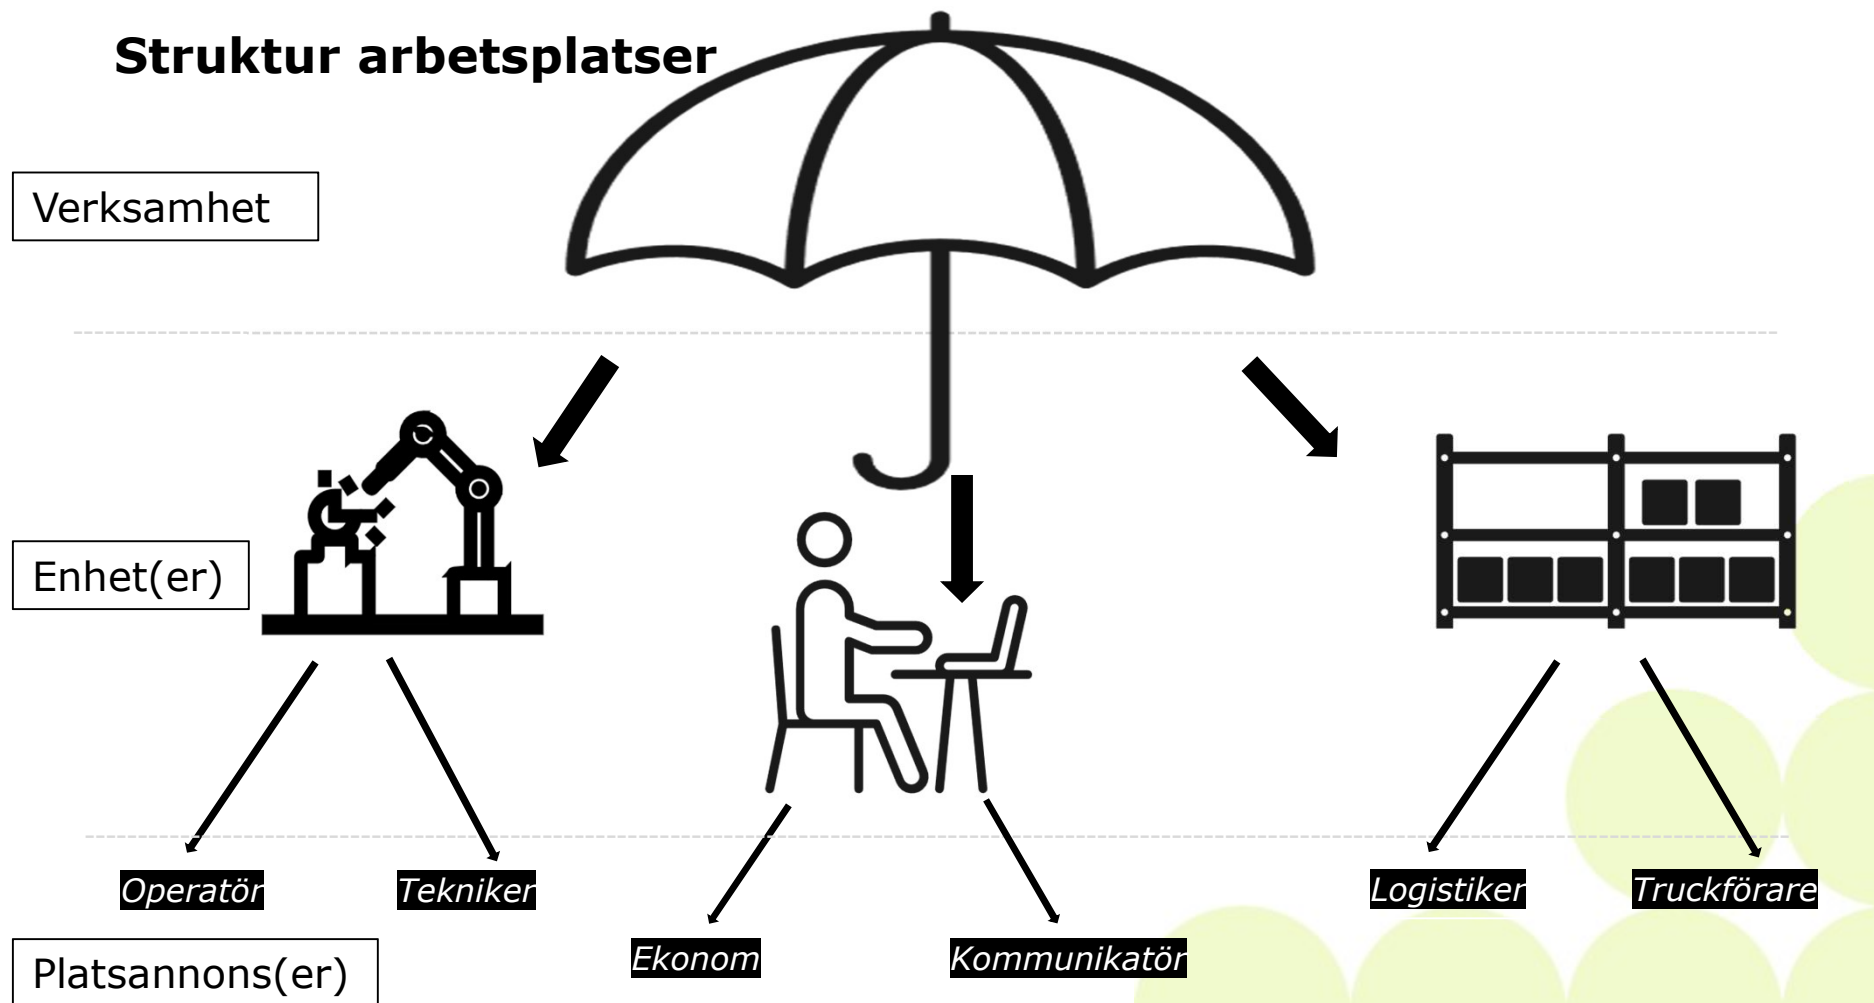 Struktur arbetsplatser
Verksamhet
Enhet(er)
Operatör
Tekniker
Logistiker
Truckförare
Ekonom
Kommunikatör
Platsannons(er)